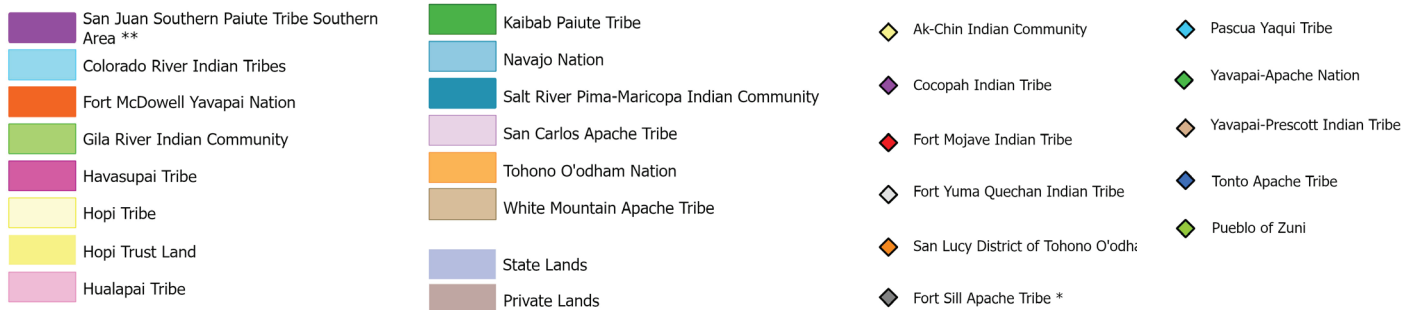 San Juan Southern Paiute Tribe Southern
Area **
Colorado River Indian Tribes
Fort McDowell Yavapai Nation
Gila River Indian Community
Havasupai Tribe
Hopi Tribe
Hopi Trust Land
Hualapai Tribe
Kaibab Paiute Tribe
Navajo Nation
Salt River Pima-Maricopa Indian Community
San Carlos Apache Tribe
Tohono O'odham Nation
White Mountain Apache Tribe
State Lands
Private Lands
Ak-Chin Indian Community
Cocopah Indian Tribe
Fort Mojave Indian Tribe
Fort Yuma Quechan Indian Tribe
San Lucy District of Tohono O'odha
Fort Sill Apache Tribe *
Pascua Yaqui Tribe
Yavapai-Apache Nation
Yavapai-Prescott Indian Tribe
Tonto Apache Tribe
Pueblo of Zuni